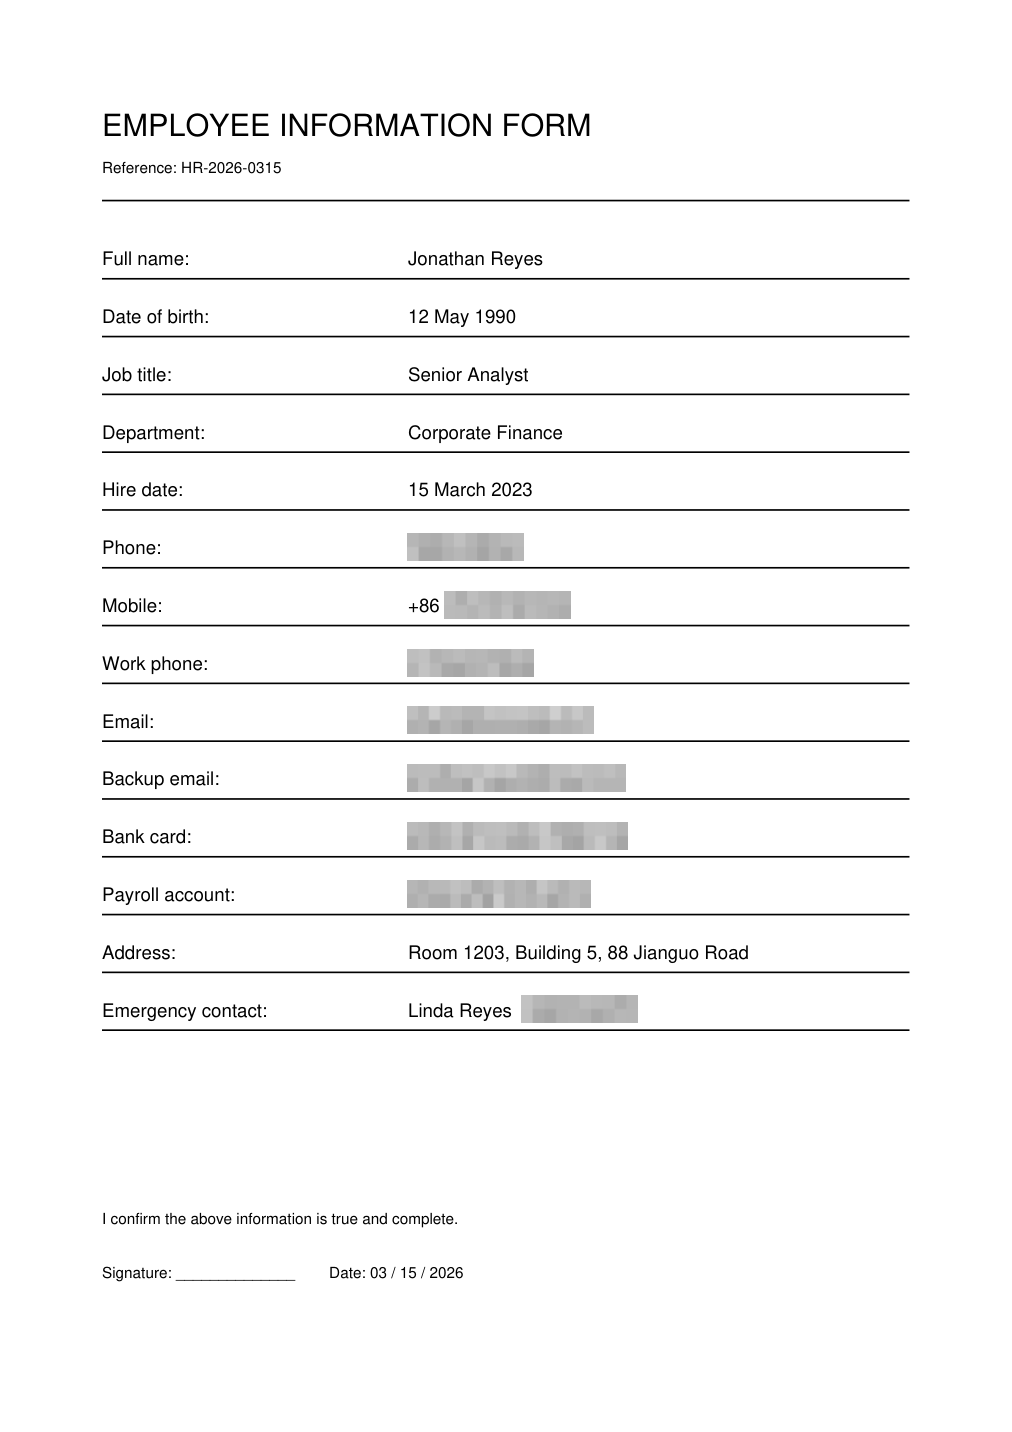 EMPLOYEE INFORMATION FORM
Reference: HR-2026-0315
Full name: Jonathan Reyes
Date of birth: 12 May 1990
Job title: Senior Analyst
Department: Corporate Finance
Hire date: 15 March 2023
Phone:
Mobile: +86
Work phone:
Email:
Backup email:
Bank card:
Payroll account:
Address: Room 1203, Building 5, 88 Jianguo Road
Emergency contact: Linda Reyes
I confirm the above information is true and complete.
Signature: ______________ Date: 03 / 15 / 2026